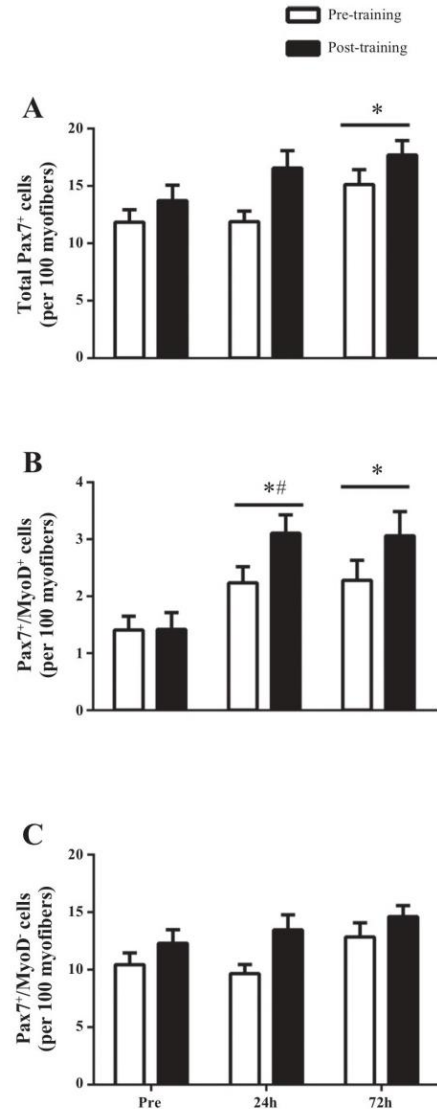 Pre-training
Post-training
A
Total Pax7⁺ cells
(per 100 myofibers)
20
15
10
5
0
*
B
Pax7⁺/MyoD⁺ cells
(per 100 myofibers)
4
3
2
1
0
*#
*
C
Pax7⁺/MyoD⁻ cells
(per 100 myofibers)
20
15
10
5
0
Pre 24h 72h